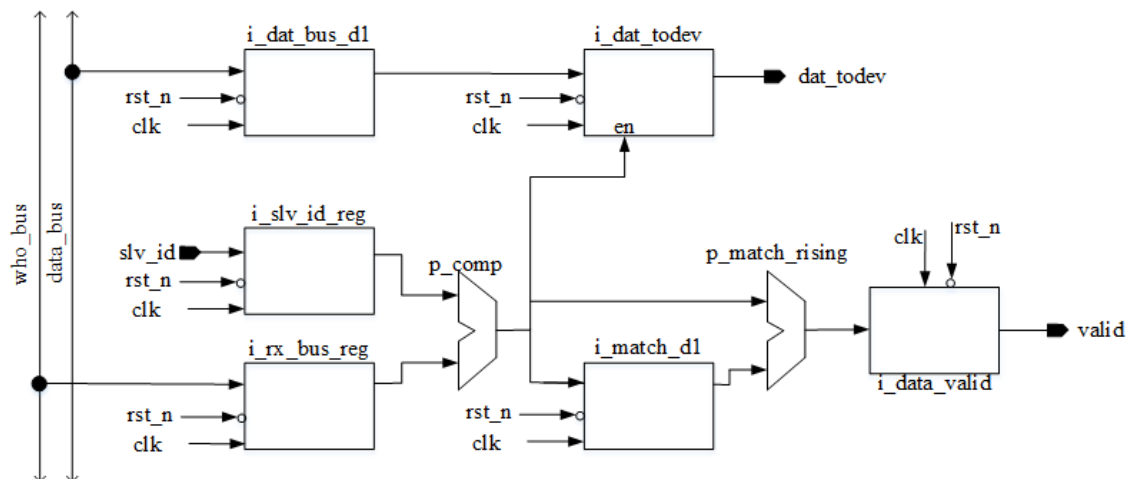 i_dat_bus_d1
i_dat_todev
dat_todev
rst_n
clk
rst_n
clk
en
who_bus
data_bus
i_slv_id_reg
slv_id
rst_n
clk
p_comp
p_match_rising
clk
rst_n
valid
i_rx_bus_reg
i_match_d1
i_data_valid
rst_n
clk
rst_n
clk